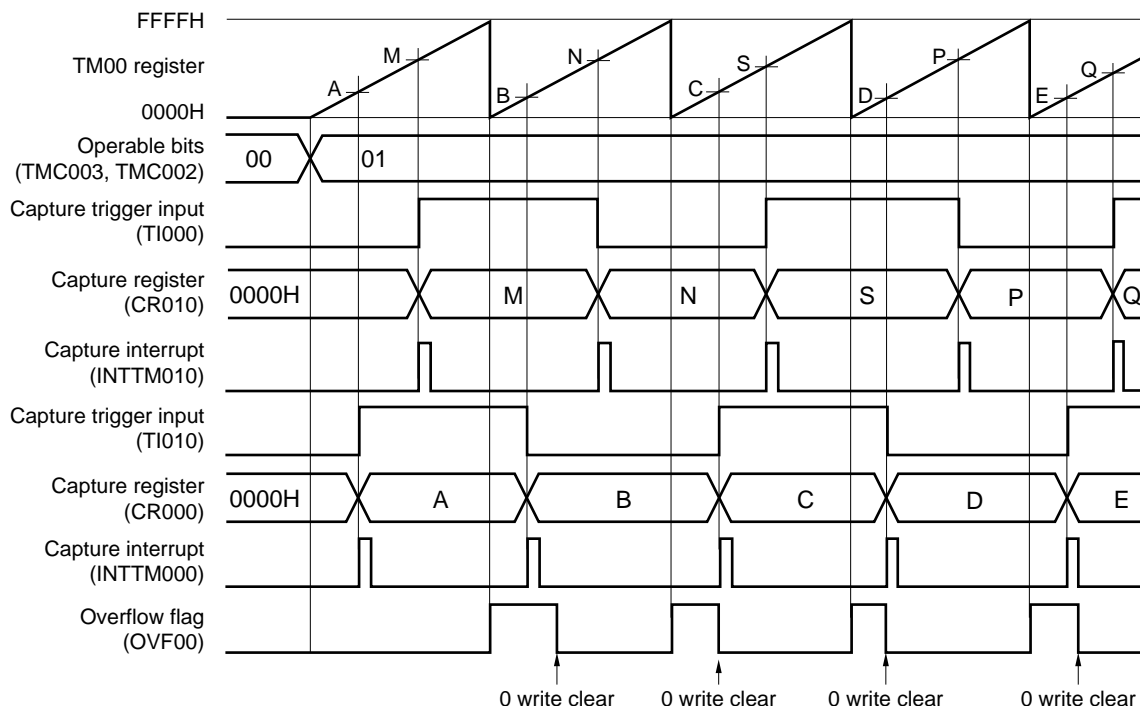 FFFFH
TM00 register
0000H
A M B N C S D P E Q
Operable bits
(TMC003, TMC002)
00 01
Capture trigger input
(TI000)
Capture register
(CR010)
0000H M N S P Q
Capture interrupt
(INTTM010)
Capture trigger input
(TI010)
Capture register
(CR000)
0000H A B C D E
Capture interrupt
(INTTM000)
Overflow flag
(OVF00)
0 write clear 0 write clear 0 write clear 0 write clear